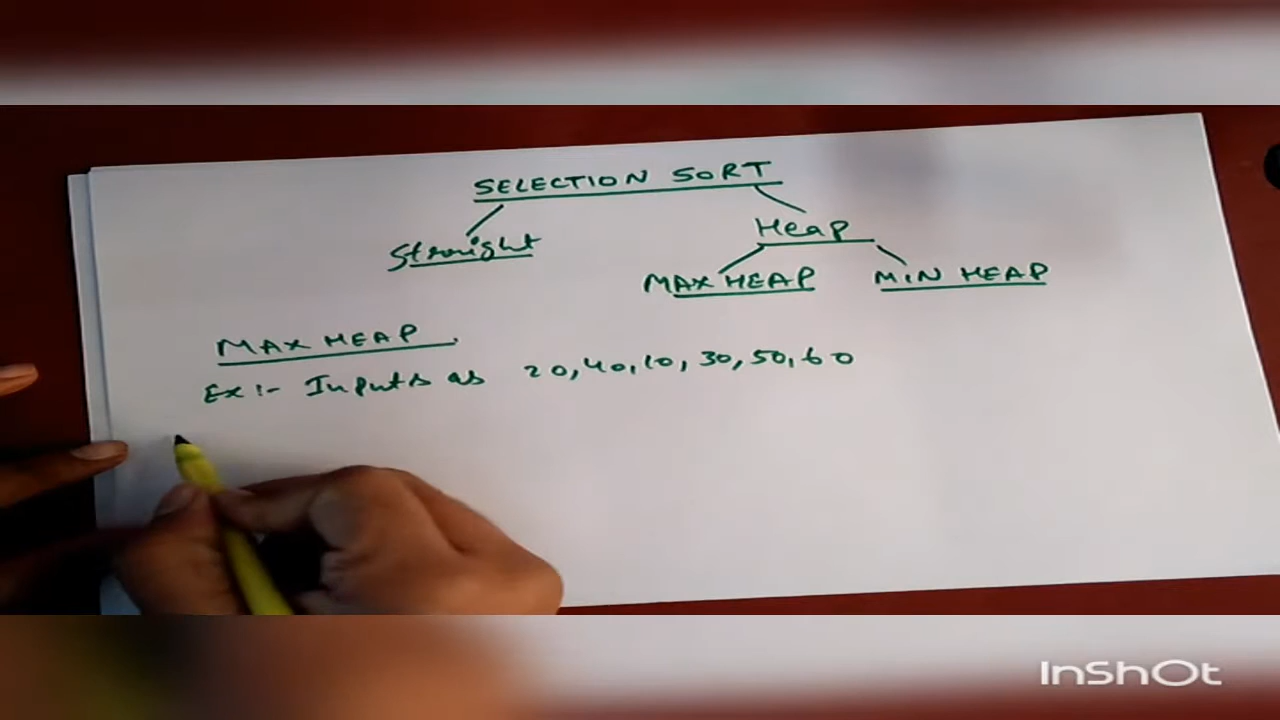 SELECTION SORT
Straight
Heap
MAX HEAP
MIN HEAP
MAX HEAP.
Ex:- Inputs as 20,40,10,30,50,60
InShOt